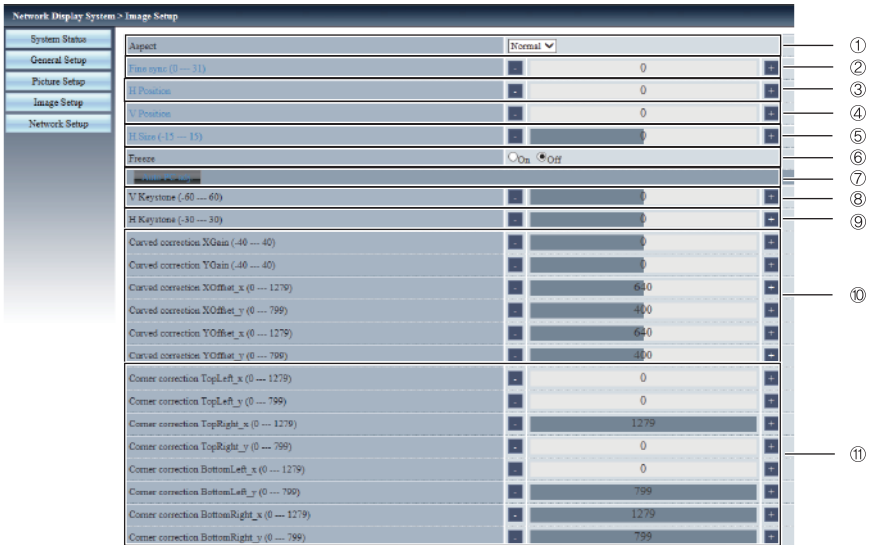 Network Display System > Image Setup
System Status
General Setup
Picture Setup
Image Setup
Network Setup
Aspect Normal ①
Fine sync (0 --- 31) - 0 + ②
H Position - 0 + ③
V Position - 0 + ④
H.Size (-15 --- 15) - 0 + ⑤
Freeze On Off ⑥
⑦
V Keystone (-60 --- 60) - 0 + ⑧
H Keystone (-30 --- 30) - 0 + ⑨
Curved correction XGain (-40 --- 40) - 0 +
Curved correction YGain (-40 --- 40) - 0 +
Curved correction XOffset_x (0 --- 1279) - 640 + ⑩
Curved correction XOffset_y (0 --- 799) - 400 +
Curved correction YOffset_x (0 --- 1279) - 640 +
Curved correction YOffset_y (0 --- 799) - 400 +
Corner correction TopLeft_x (0 --- 1279) - 0 +
Corner correction TopLeft_y (0 --- 799) - 0 +
Corner correction TopRight_x (0 --- 1279) - 1279 +
Corner correction TopRight_y (0 --- 799) - 0 +
Corner correction BottomLeft_x (0 --- 1279) - 0 + ⑪
Corner correction BottomLeft_y (0 --- 799) - 799 +
Corner correction BottomRight_x (0 --- 1279) - 1279 +
Corner correction BottomRight_y (0 --- 799) - 799 +